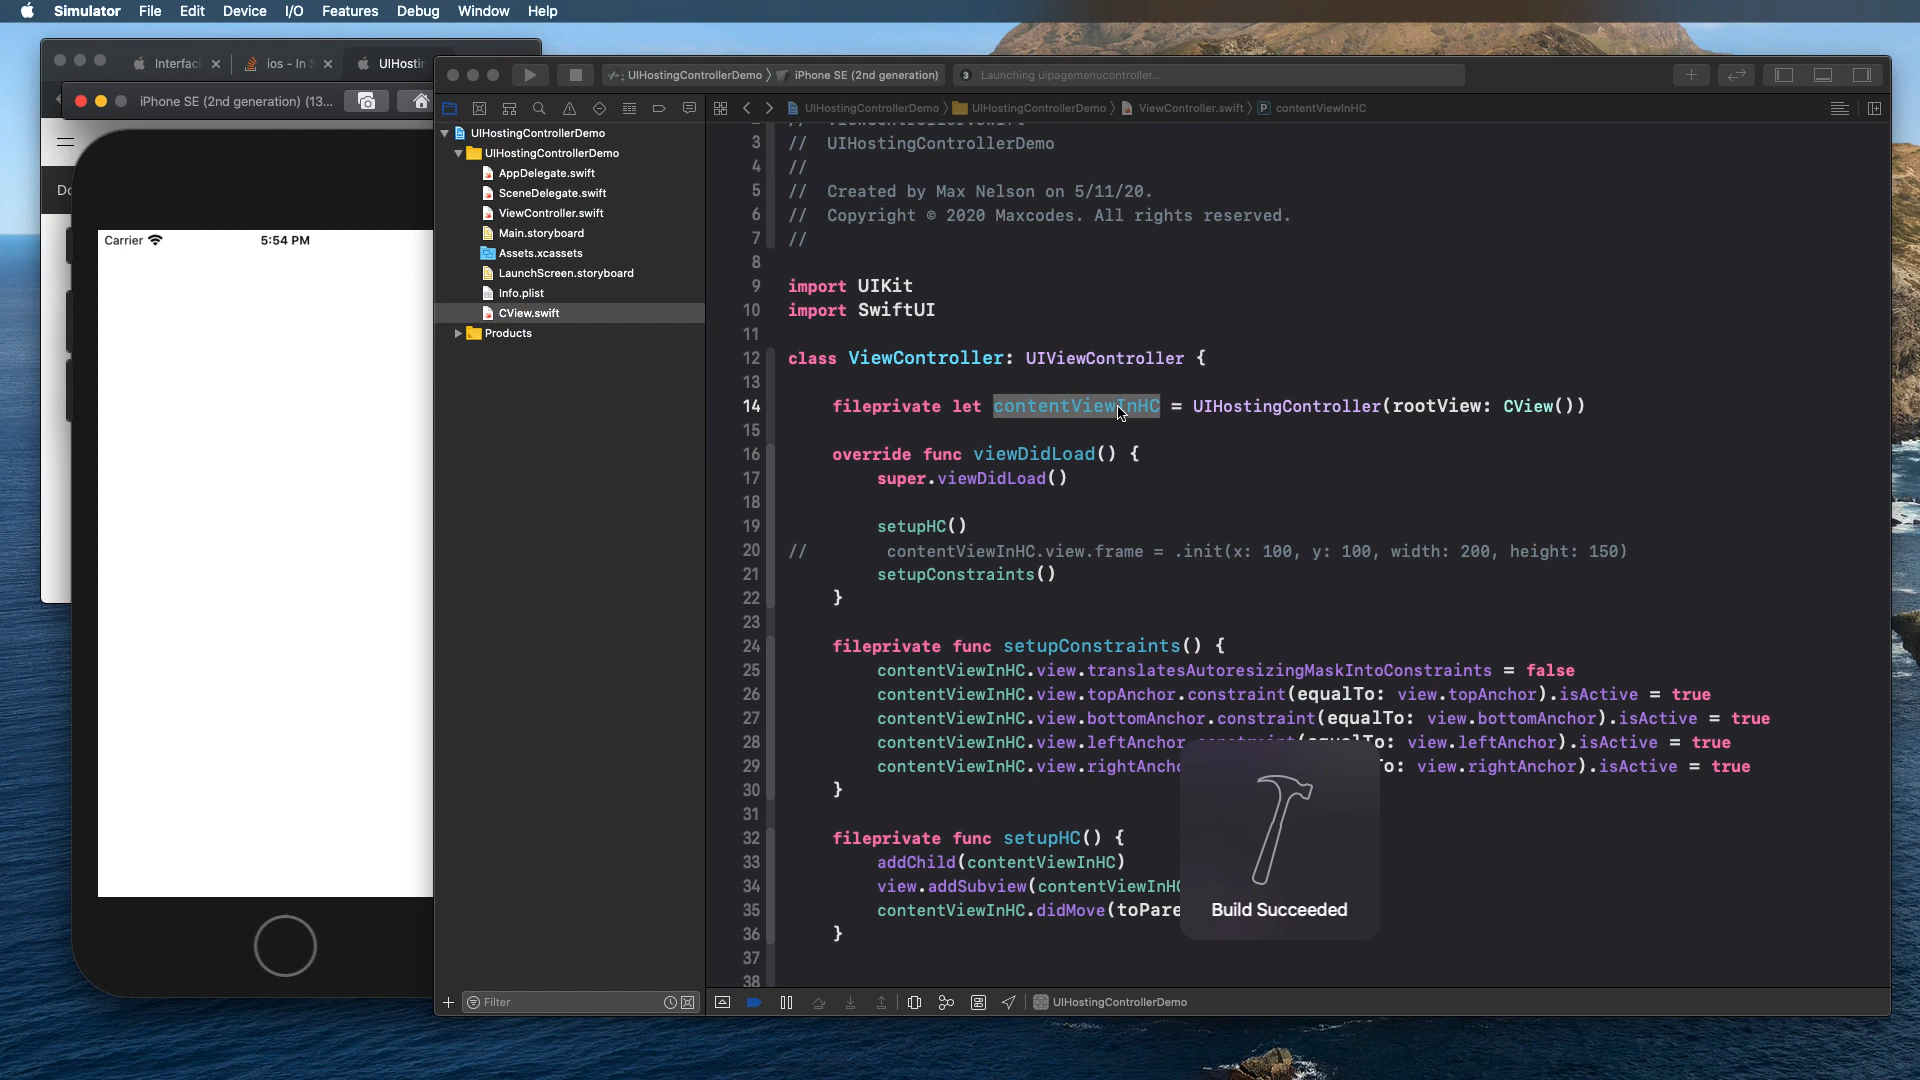 Simulator File Edit Device I/O Features Debug Window Help
Interfac
ios - In S
UIHostin
iPhone SE (2nd generation) (13...
Do
Carrier 5:54 PM
UIHostingControllerDemo iPhone SE (2nd generation)
3 Launching uipagemenucontroller...
UIHostingControllerDemo
UIHostingControllerDemo
AppDelegate.swift
SceneDelegate.swift
ViewController.swift
Main.storyboard
Assets.xcassets
LaunchScreen.storyboard
Info.plist
CView.swift
Products
Filter
UIHostingControllerDemo UIHostingControllerDemo ViewController.swift P contentViewInHC
3 // UIHostingControllerDemo
4 //
5 // Created by Max Nelson on 5/11/20.
6 // Copyright © 2020 Maxcodes. All rights reserved.
7 //
8
9 import UIKit
10 import SwiftUI
11
12 class ViewController: UIViewController {
13
14 fileprivate let contentViewInHC = UIHostingController(rootView: CView())
15
16 override func viewDidLoad() {
17 super.viewDidLoad()
18
19 setupHC()
20 // contentViewInHC.view.frame = .init(x: 100, y: 100, width: 200, height: 150)
21 setupConstraints()
22 }
23
24 fileprivate func setupConstraints() {
25 contentViewInHC.view.translatesAutoresizingMaskIntoConstraints = false
26 contentViewInHC.view.topAnchor.constraint(equalTo: view.topAnchor).isActive = true
27 contentViewInHC.view.bottomAnchor.constraint(equalTo: view.bottomAnchor).isActive = true
28 contentViewInHC.view.leftAnchor.constraint(equalTo: view.leftAnchor).isActive = true
29 contentViewInHC.view.rightAncho To: view.rightAnchor).isActive = true
30 }
31
32 fileprivate func setupHC() {
33 addChild(contentViewInHC)
34 view.addSubview(contentViewInHC
35 contentViewInHC.didMove(toPare
36 }
37
38
Build Succeeded
UIHostingControllerDemo